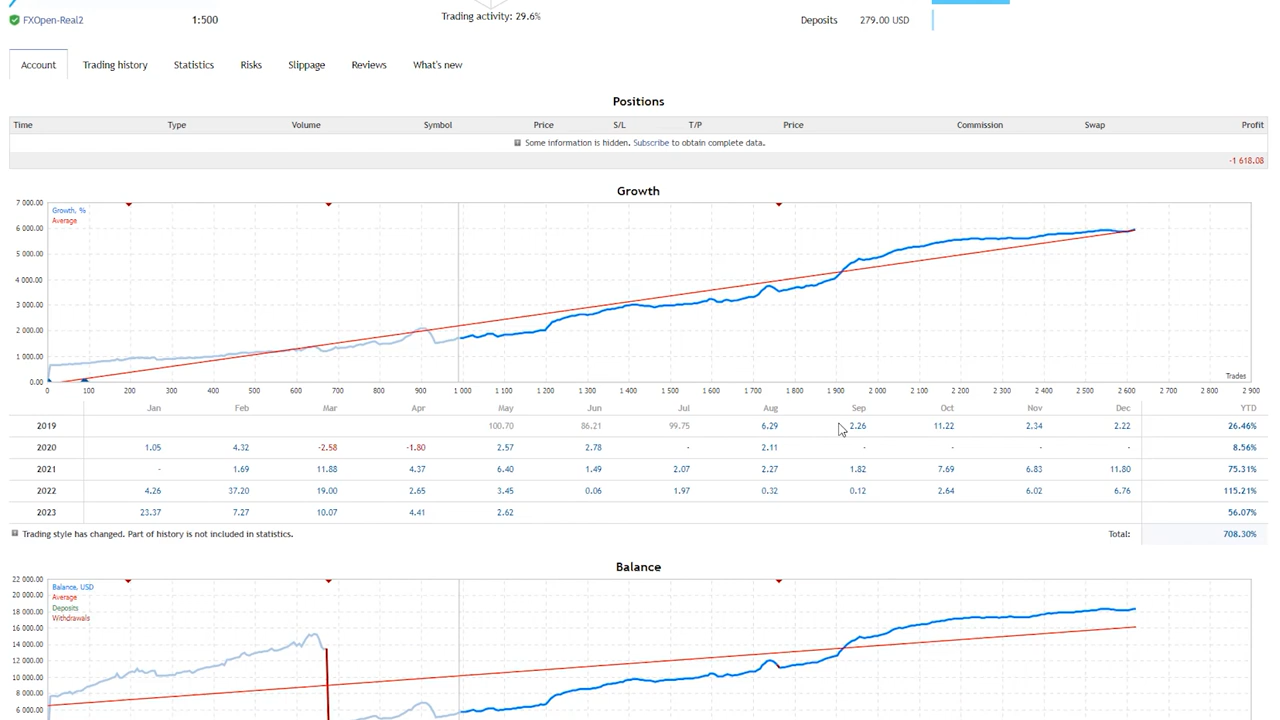 FXOpen-Real2 1:500 Trading activity: 29.6% Deposits 279.00 USD
Account Trading history Statistics Risks Slippage Reviews What's new
Positions
Time Type Volume Symbol Price S/L T/P Price Commission Swap Profit
Some information is hidden. Subscribe to obtain complete data.
-1 618.08
Growth
7 000.00
Growth, %
Average
6 000.00
5 000.00
4 000.00
3 000.00
2 000.00
1 000.00
0.00
Trades
0 100 200 300 400 500 600 700 800 900 1 000 1 100 1 200 1 300 1 400 1 500 1 600 1 700 1 800 1 900 2 000 2 100 2 200 2 300 2 400 2 500 2 600 2 700 2 800 2 900
Jan Feb Mar Apr May Jun Jul Aug Sep Oct Nov Dec YTD
2019 100.70 86.21 99.75 6.29 2.26 11.22 2.34 2.22 26.46%
2020 1.05 4.32 -2.58 -1.80 2.57 2.78 - 2.11 - - - - 8.56%
2021 - 1.69 11.88 4.37 6.40 1.49 2.07 2.27 1.82 7.69 6.83 11.80 75.31%
2022 4.26 37.20 19.00 2.65 3.45 0.06 1.97 0.32 0.12 2.64 6.02 6.76 115.21%
2023 23.37 7.27 10.07 4.41 2.62 56.07%
Trading style has changed. Part of history is not included in statistics. Total: 708.30%
Balance
22 000.00
Balance, USD
Average
Deposits
Withdrawals
20 000.00
18 000.00
16 000.00
14 000.00
12 000.00
10 000.00
8 000.00
6 000.00